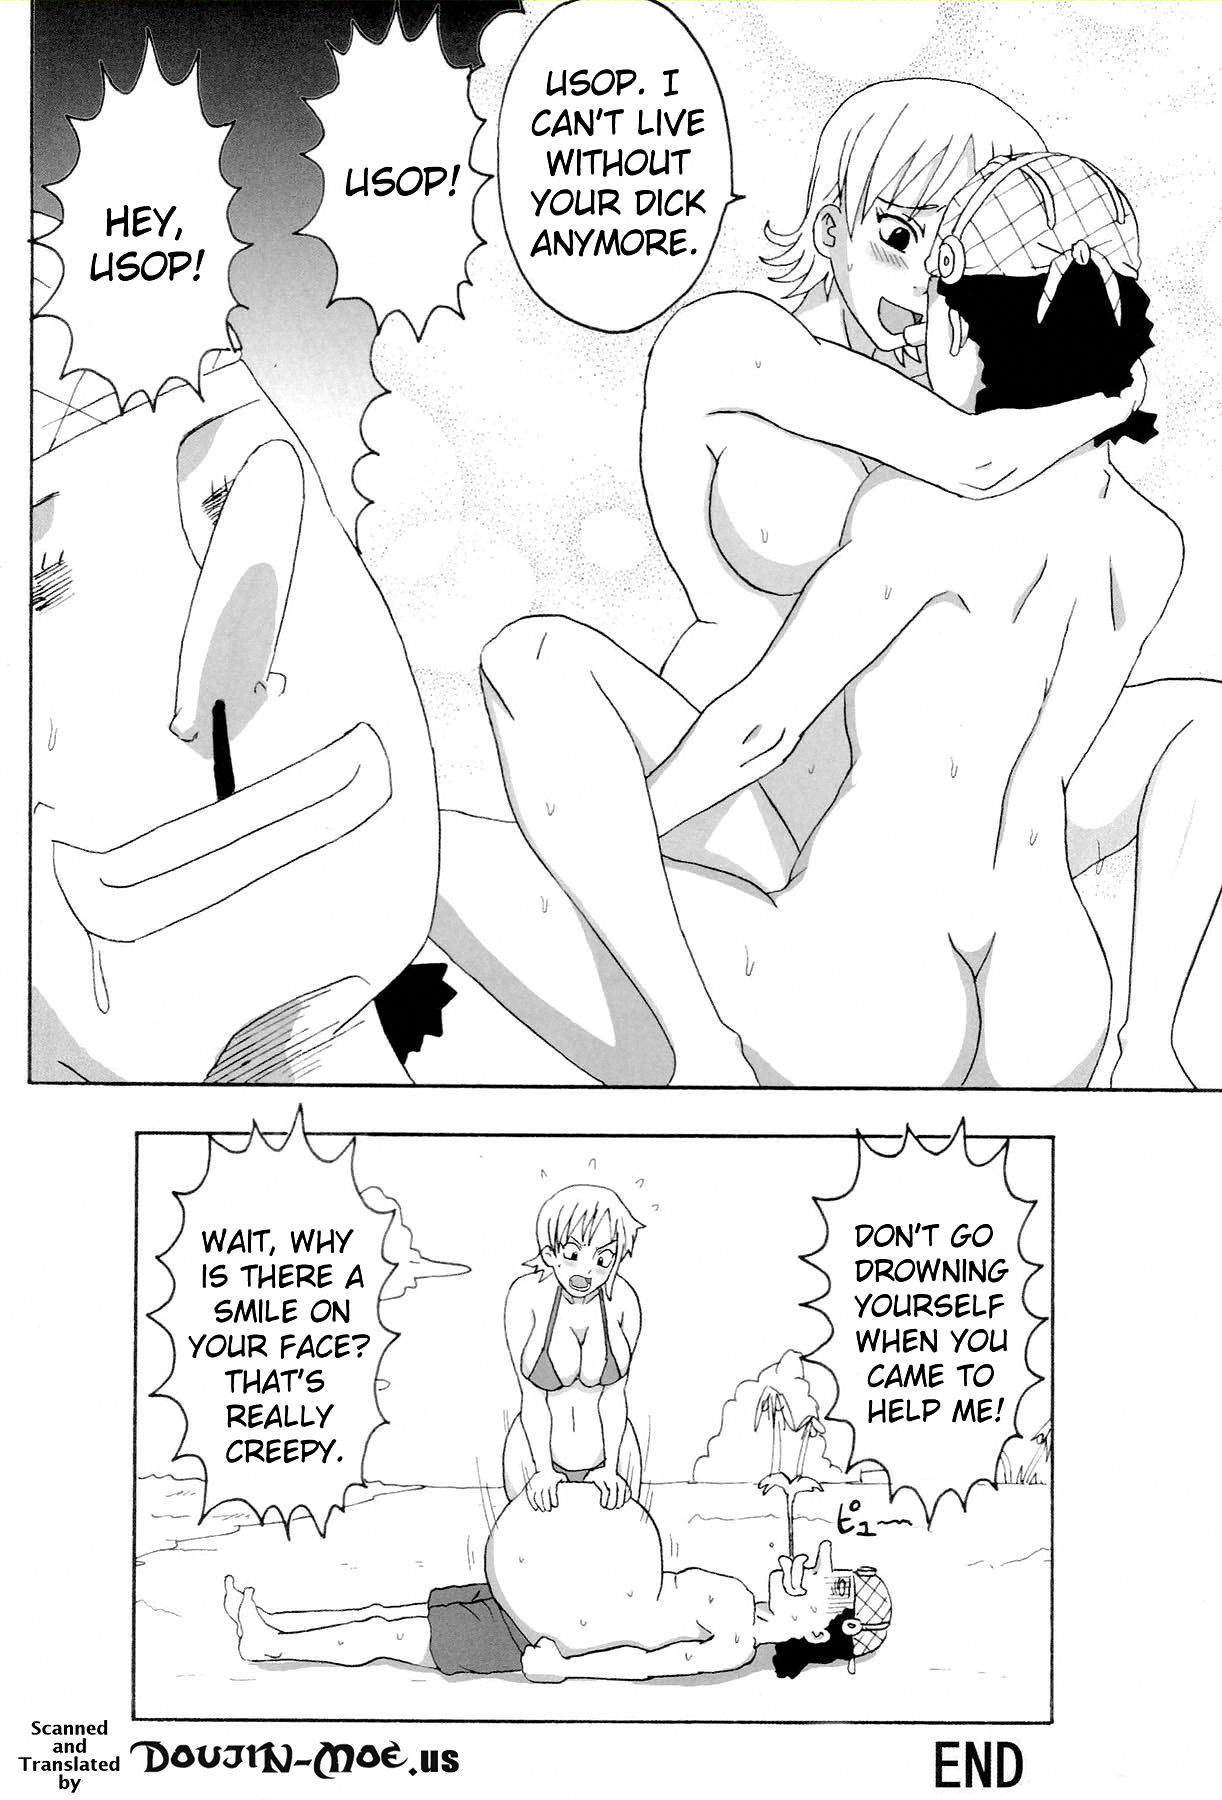 USOP. I
CAN'T LIVE
WITHOUT
YOUR DICK
ANYMORE.
USOP!
HEY,
USOP!
DON'T GO
DROWNING
YOURSELF
WHEN YOU
CAME TO
HELP ME!
WAIT, WHY
IS THERE A
SMILE ON
YOUR FACE?
THAT'S
REALLY
CREEPY.
ピュ〜
Scanned
and
Translated
by
DOUJIN-MOE.us
END